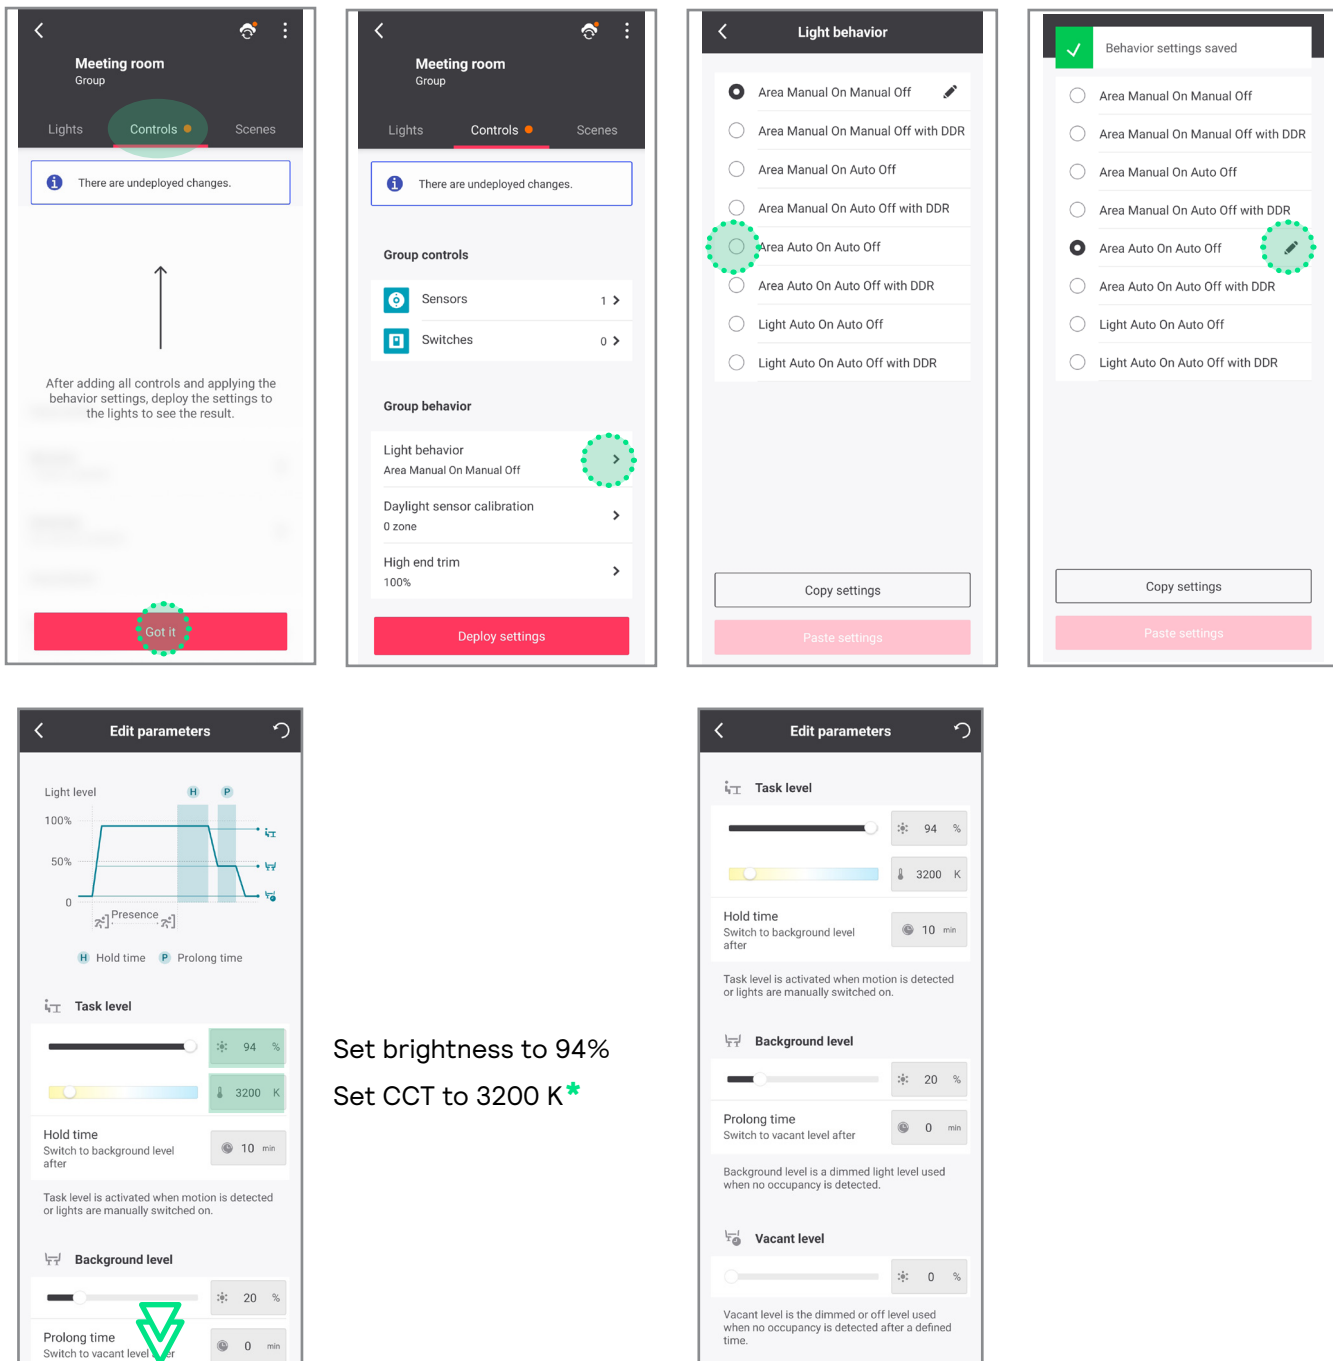 Meeting room
Group
Lights Controls Scenes
There are undeployed changes.
After adding all controls and applying the
behavior settings, deploy the settings to
the lights to see the result.
Got it
Meeting room
Group
Lights Controls Scenes
There are undeployed changes.
Group controls
Sensors 1
Switches 0
Group behavior
Light behavior
Area Manual On Manual Off
Daylight sensor calibration
0 zone
High end trim
100%
Deploy settings
Light behavior
Area Manual On Manual Off
Area Manual On Manual Off with DDR
Area Manual On Auto Off
Area Manual On Auto Off with DDR
Area Auto On Auto Off
Area Auto On Auto Off with DDR
Light Auto On Auto Off
Light Auto On Auto Off with DDR
Copy settings
Paste settings
Behavior settings saved
Area Manual On Manual Off
Area Manual On Manual Off with DDR
Area Manual On Auto Off
Area Manual On Auto Off with DDR
Area Auto On Auto Off
Area Auto On Auto Off with DDR
Light Auto On Auto Off
Light Auto On Auto Off with DDR
Copy settings
Paste settings
Edit parameters
Light level
H P
100%
50%
0
Presence
H Hold time P Prolong time
Task level
94 %
3200 K
Hold time
Switch to background level
after
10 min
Task level is activated when motion is detected
or lights are manually switched on.
Background level
20 %
Prolong time
Switch to vacant level
0 min
Set brightness to 94%
Set CCT to 3200 K*
Edit parameters
Task level
94 %
3200 K
Hold time
Switch to background level
after
10 min
Task level is activated when motion is detected
or lights are manually switched on.
Background level
20 %
Prolong time
Switch to vacant level after
0 min
Background level is a dimmed light level used
when no occupancy is detected.
Vacant level
0 %
Vacant level is the dimmed or off level used
when no occupancy is detected after a defined
time.